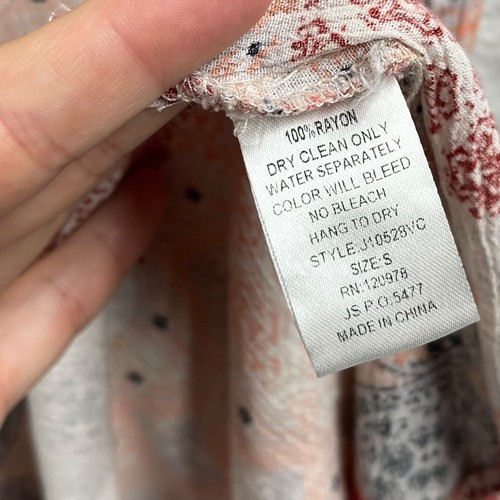 100% RAYON
DRY CLEAN ONLY
WATER SEPARATELY
COLOR WILL BLEED
NO BLEACH
HANG TO DRY
STYLE:J10528VC
SIZE:S
RN:120978
JS P.O.5477
MADE IN CHINA